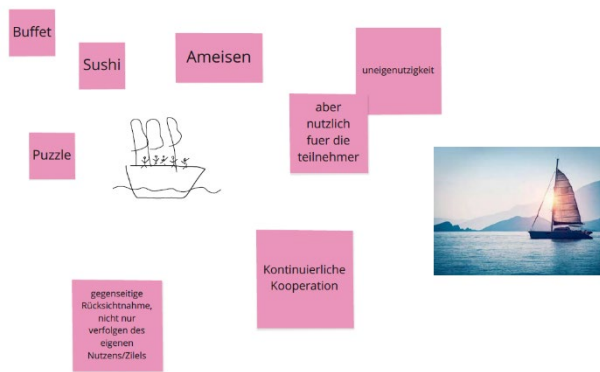 Buffet
Sushi
Ameisen
uneigenutzigkeit
aber
nutzlich
fuer die
teilnehmer
Puzzle
Kontinuierliche
Kooperation
gegenseitige
Rücksichtnahme,
nicht nur
verfolgen des
eigenen
Nutzens/Zilels